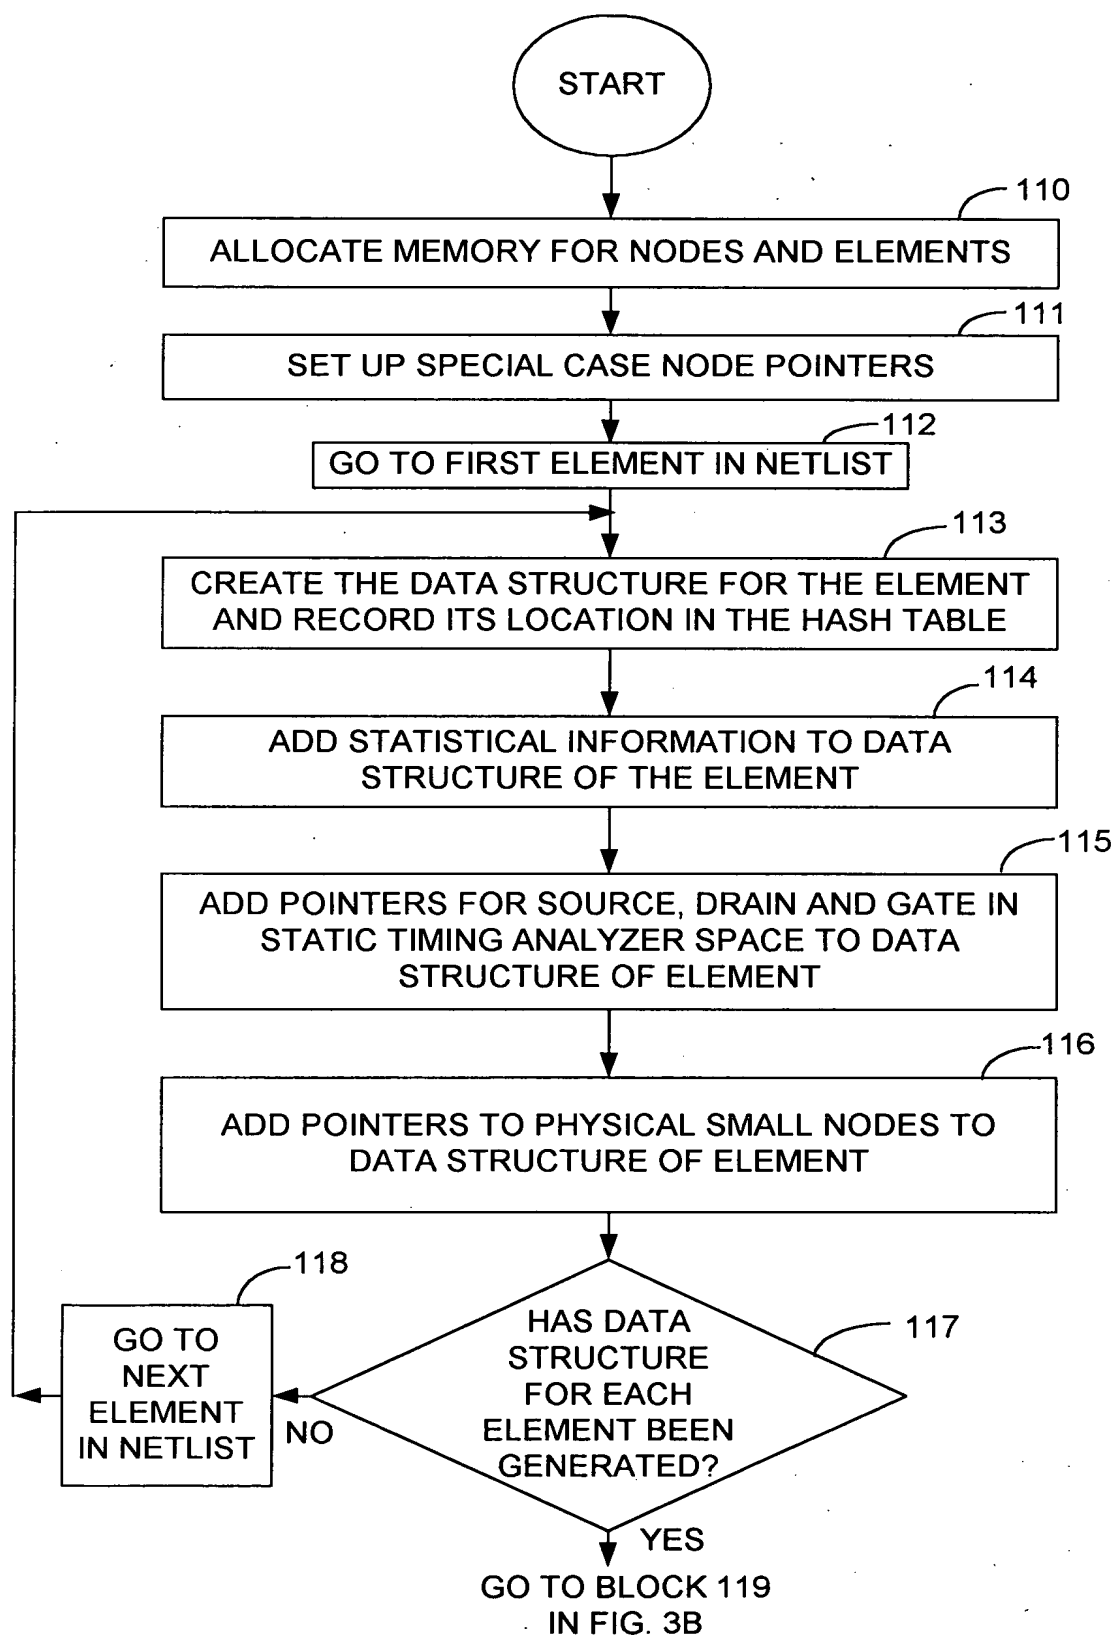 START
110
ALLOCATE MEMORY FOR NODES AND ELEMENTS
111
SET UP SPECIAL CASE NODE POINTERS
112
GO TO FIRST ELEMENT IN NETLIST
113
CREATE THE DATA STRUCTURE FOR THE ELEMENT
AND RECORD ITS LOCATION IN THE HASH TABLE
114
ADD STATISTICAL INFORMATION TO DATA
STRUCTURE OF THE ELEMENT
115
ADD POINTERS FOR SOURCE, DRAIN AND GATE IN
STATIC TIMING ANALYZER SPACE TO DATA
STRUCTURE OF ELEMENT
116
ADD POINTERS TO PHYSICAL SMALL NODES TO
DATA STRUCTURE OF ELEMENT
117
HAS DATA
STRUCTURE
FOR EACH
ELEMENT BEEN
GENERATED?
NO
118
GO TO
NEXT
ELEMENT
IN NETLIST
YES
GO TO BLOCK 119
IN FIG. 3B